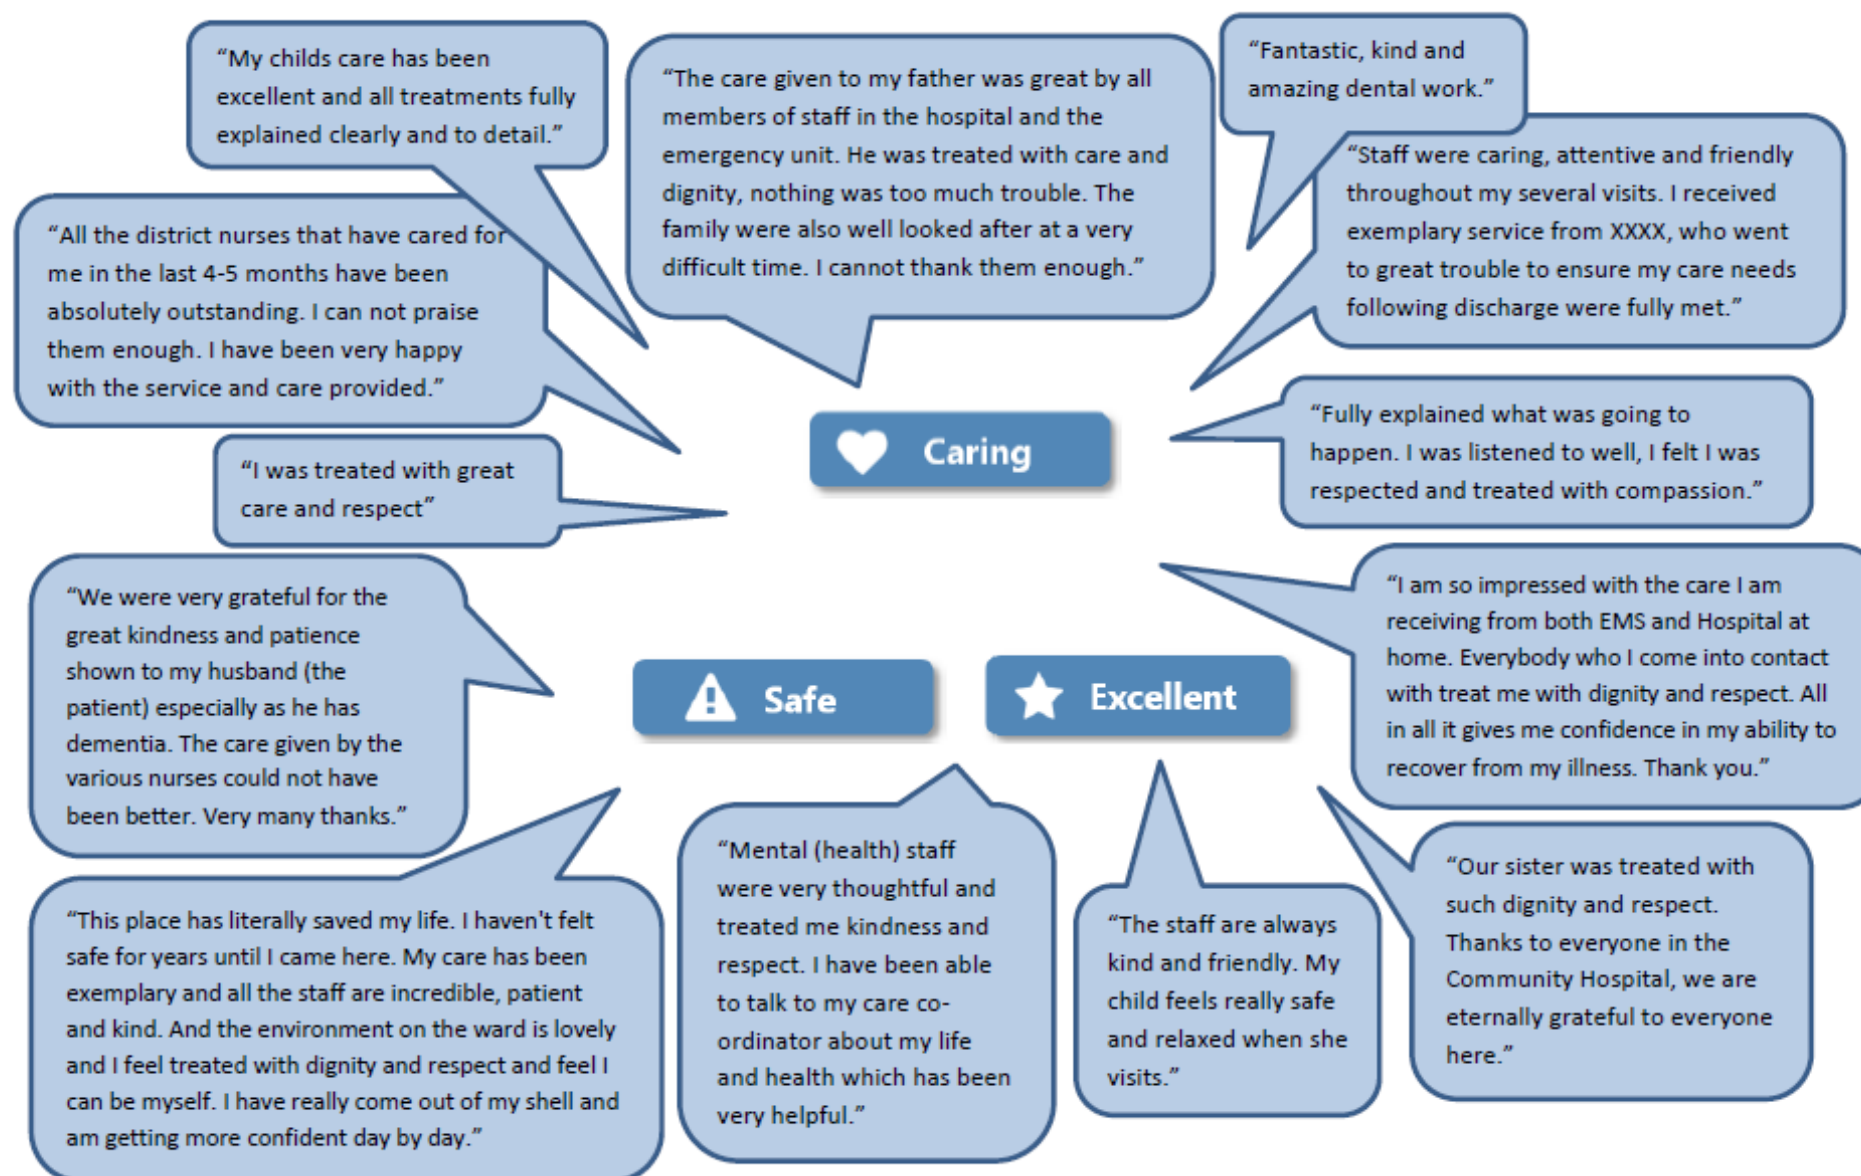 “My childs care has been
excellent and all treatments fully
explained clearly and to detail.”
“The care given to my father was great by all
members of staff in the hospital and the
emergency unit. He was treated with care and
dignity, nothing was too much trouble. The
family were also well looked after at a very
difficult time. I cannot thank them enough.”
“Fantastic, kind and
amazing dental work.”
“Staff were caring, attentive and friendly
throughout my several visits. I received
exemplary service from XXXX, who went
to great trouble to ensure my care needs
following discharge were fully met.”
“All the district nurses that have cared for
me in the last 4-5 months have been
absolutely outstanding. I can not praise
them enough. I have been very happy
with the service and care provided.”
Caring
“Fully explained what was going to
happen. I was listened to well, I felt I was
respected and treated with compassion.”
“I was treated with great
care and respect”
“We were very grateful for the
great kindness and patience
shown to my husband (the
patient) especially as he has
dementia. The care given by the
various nurses could not have
been better. Very many thanks.”
Safe
Excellent
“I am so impressed with the care I am
receiving from both EMS and Hospital at
home. Everybody who I come into contact
with treat me with dignity and respect. All
in all it gives me confidence in my ability to
recover from my illness. Thank you.”
“This place has literally saved my life. I haven't felt
safe for years until I came here. My care has been
exemplary and all the staff are incredible, patient
and kind. And the environment on the ward is lovely
and I feel treated with dignity and respect and feel I
can be myself. I have really come out of my shell and
am getting more confident day by day.”
“Mental (health) staff
were very thoughtful and
treated me kindness and
respect. I have been able
to talk to my care co-
ordinator about my life
and health which has been
very helpful.”
“The staff are always
kind and friendly. My
child feels really safe
and relaxed when she
visits.”
“Our sister was treated with
such dignity and respect.
Thanks to everyone in the
Community Hospital, we are
eternally grateful to everyone
here.”